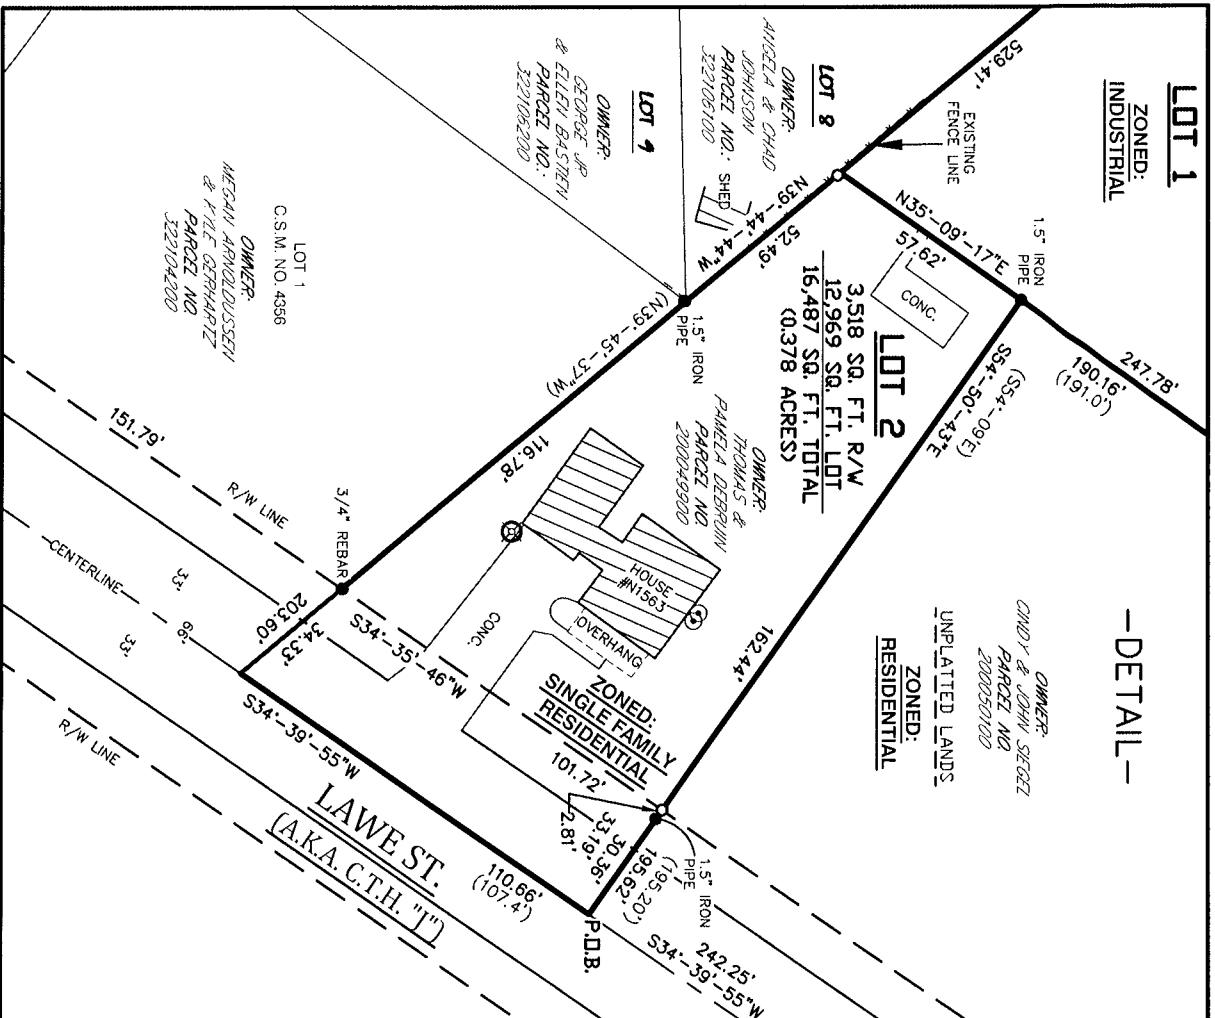 LOT 1
ZONED:
INDUSTRIAL
529.41'
EXISTING
FENCE LINE
LOT 8
OWNER:
ANGELA & CHAD
JOHNSON
PARCEL NO.:
322106100
SHED
LOT 9
OWNER:
GEORGE JR
& ELLEN BASTEN
PARCEL NO.:
322106200
N39°-44'-44"W
52.49'
N35°-09'-17"E
57.62'
1.5" IRON
PIPE
CONC.
247.78'
190.16'
(191.0')
LOT 2
3,518 SQ. FT. R/W
12,969 SQ. FT. LOT
16,487 SQ. FT. TOTAL
(0.378 ACRES)
(S54°-09'E)
S54°-50'-43"E
1.5" IRON
PIPE
(N39°-45'-37"W)
116.78'
OWNER:
THOMAS &
PAMELA DEBRUIN
PARCEL NO.
200049900
HOUSE
#N1563
OVERHANG
CONC.
162.44'
-DETAIL-
OWNER:
CINDY & JOHN SIEGEL
PARCEL NO.
200050100
UNPLATTED LANDS
ZONED:
RESIDENTIAL
LOT 1
C.S.M. NO. 4356
OWNER:
MEGAN ARNOLDUSSEN
& KYLE GERHARTZ
PARCEL NO.
322104200
151.79'
R/W LINE
3/4" REBAR
CENTERLINE
33'
66'
33'
203.60'
34.33'
S34°-35'-46"W
ZONED:
SINGLE FAMILY
RESIDENTIAL
101.72'
2.81'
33.19'
30.36'
195.62'
(195.20')
1.5" IRON
PIPE
S34°-39'-55"W
R/W LINE
LAWE ST.
(A.K.A. C.T.H. "J")
110.66'
(107.4')
P.O.B.
242.25'
S34°-39'-55"W